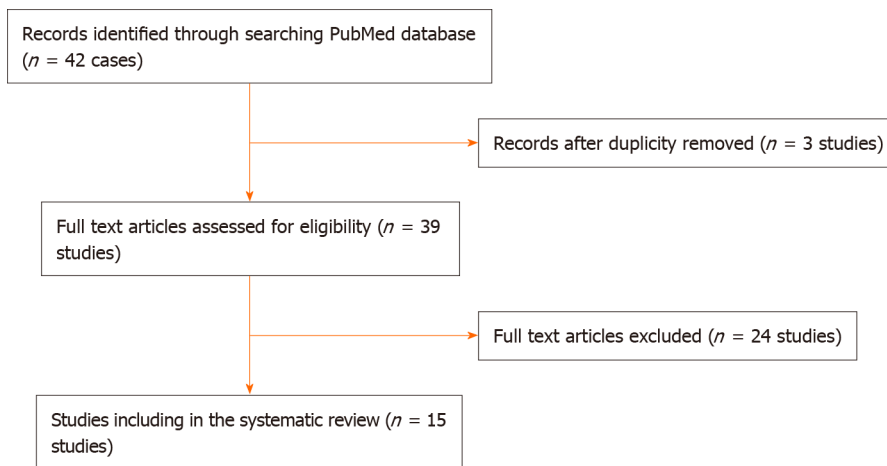 Records identified through searching PubMed database
(n = 42 cases)
Records after duplicity removed (n = 3 studies)
Full text articles assessed for eligibility (n = 39
studies)
Full text articles excluded (n = 24 studies)
Studies including in the systematic review (n = 15
studies)